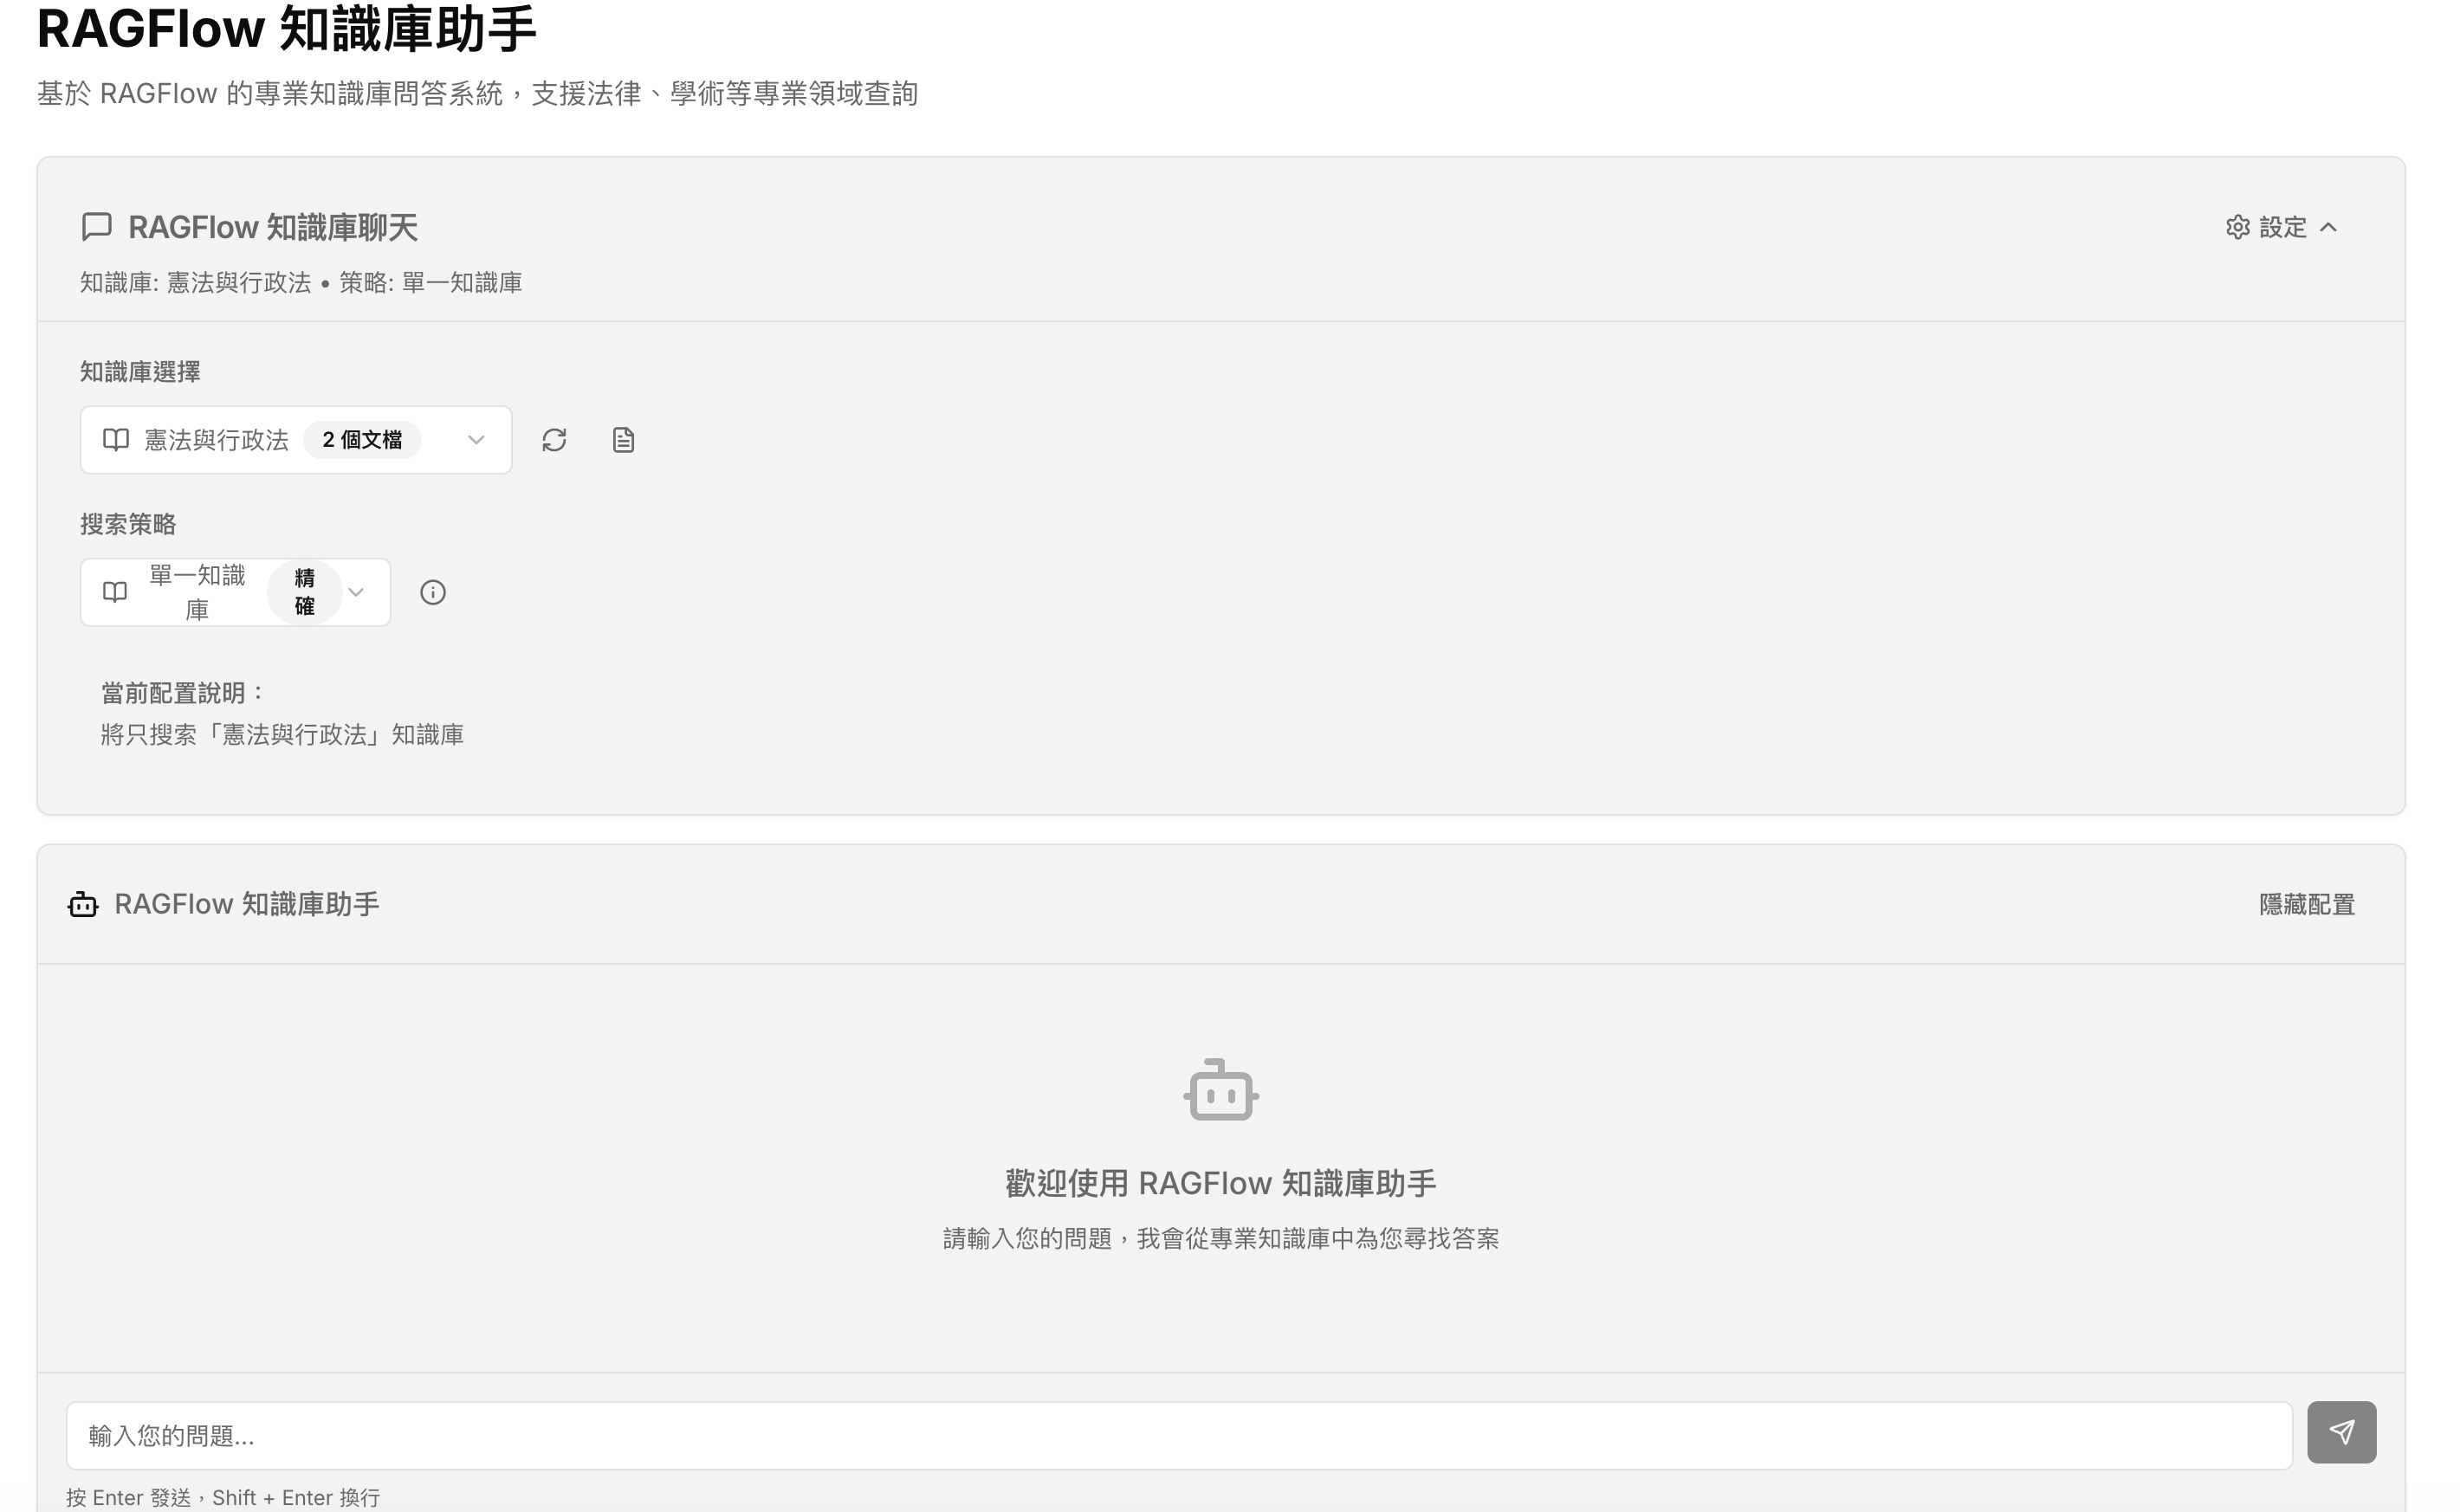 RAGFlow 知識庫助手
基於 RAGFlow 的專業知識庫問答系統，支援法律、學術等專業領域查詢
RAGFlow 知識庫聊天
設定
知識庫: 憲法與行政法 • 策略: 單一知識庫
知識庫選擇
憲法與行政法 2 個文檔
搜索策略
單一知識
庫
精
確
當前配置說明：
將只搜索「憲法與行政法」知識庫
RAGFlow 知識庫助手
隱藏配置
歡迎使用 RAGFlow 知識庫助手
請輸入您的問題，我會從專業知識庫中為您尋找答案
輸入您的問題...
按 Enter 發送，Shift + Enter 換行